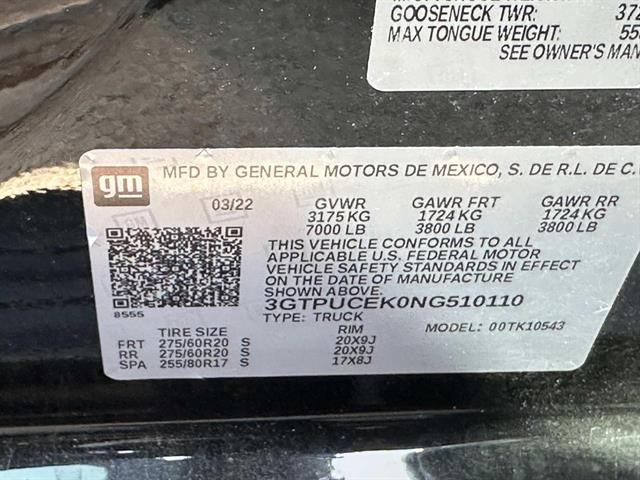 GOOSENECK TWR: 372
MAX TONGUE WEIGHT: 55
SEE OWNER'S MAN
gm
MFD BY GENERAL MOTORS DE MEXICO, S. DE R.L. DE C.V
03/22 GVWR GAWR FRT GAWR RR
3175 KG 1724 KG 1724 KG
7000 LB 3800 LB 3800 LB
THIS VEHICLE CONFORMS TO ALL
APPLICABLE U.S. FEDERAL MOTOR
VEHICLE SAFETY STANDARDS IN EFFECT
ON THE DATE OF MANUFACTURE
SHOWN ABOVE.
3GTPUCEK0NG510110
8555
TYPE: TRUCK MODEL: 00TK10543
TIRE SIZE RIM
FRT 275/60R20 S 20X9J
RR 275/60R20 S 20X9J
SPA 255/80R17 S 17X8J